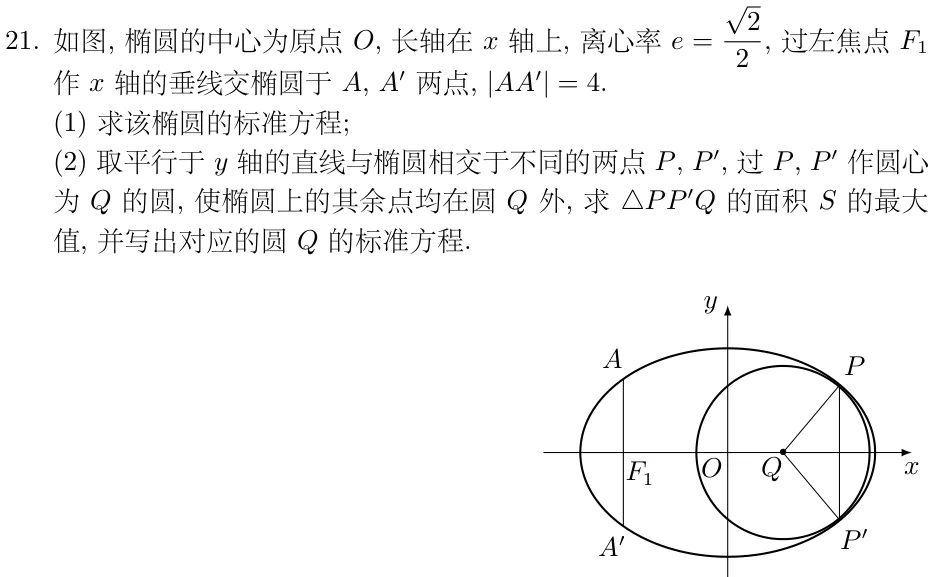 21. 如图, 椭圆的中心为原点 O, 长轴在 x 轴上, 离心率 e = √2/2, 过左焦点 F₁
作 x 轴的垂线交椭圆于 A, A′ 两点, |AA′| = 4.
(1) 求该椭圆的标准方程;
(2) 取平行于 y 轴的直线与椭圆相交于不同的两点 P, P′, 过 P, P′ 作圆心
为 Q 的圆, 使椭圆上的其余点均在圆 Q 外, 求 △PP′Q 的面积 S 的最大
值, 并写出对应的圆 Q 的标准方程.
y
A
P
F₁
O
Q
x
A′
P′